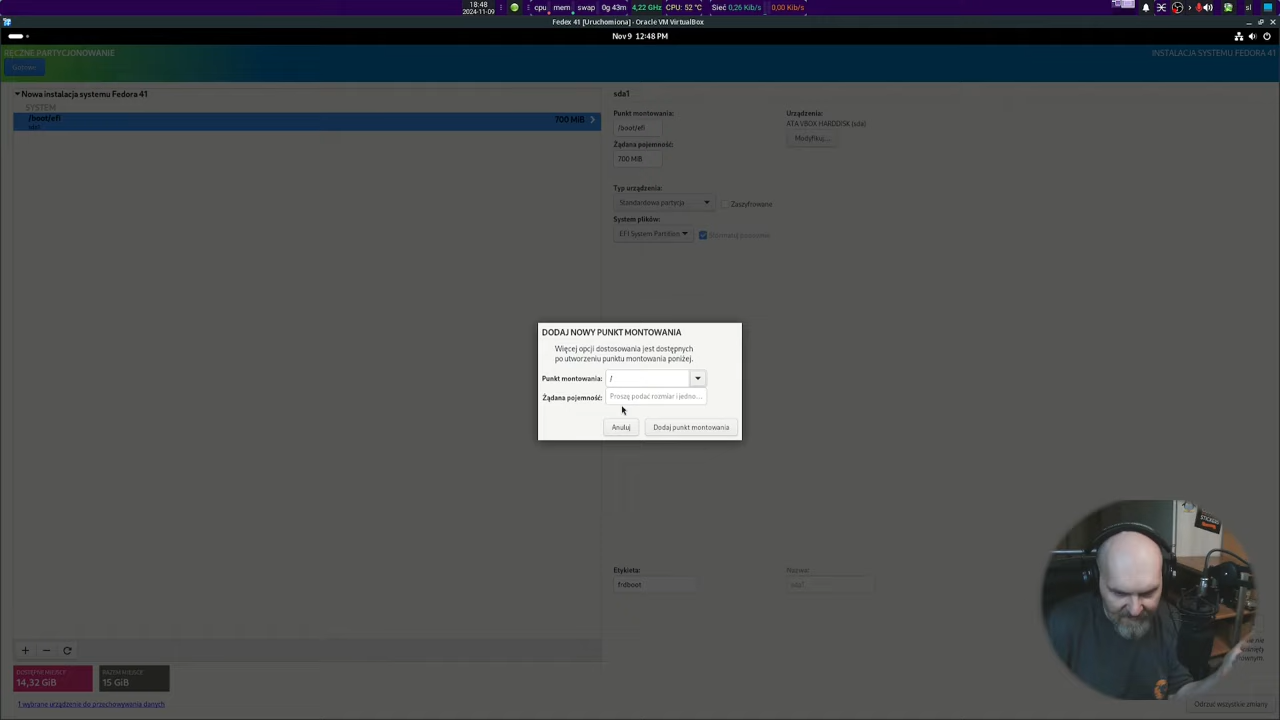 18:48
2024-11-09
cpu
mem
swap
0g 43m
4,22 GHz
CPU: 52 °C
Sieć 0,26 Kib/s
0,00 Kib/s
sl
Fedex 41 [Uruchomiona] - Oracle VM VirtualBox
Nov 9 12:48 PM
RĘCZNE PARTYCJONOWANIE
INSTALACJA SYSTEMU FEDORA 41
Nowa instalacja systemu Fedora 41
SYSTEM
/boot/efi
sda1
700 MiB
sda1
Punkt montowania:
/boot/efi
Żądana pojemność:
700 MiB
Urządzenia:
ATA VBOX HARDDISK (sda)
Modyfikuj...
Typ urządzenia:
Standardowa partycja
Zaszyfrowane
System plików:
EFI System Partition
DODAJ NOWY PUNKT MONTOWANIA
Więcej opcji dostosowania jest dostępnych
po utworzeniu punktu montowania poniżej.
Punkt montowania:
/
Żądana pojemność:
Proszę podać rozmiar i jedno...
Anuluj
Dodaj punkt montowania
Etykieta:
frdboot
Nazwa:
sda1
DOSTĘPNE MIEJSCE
14,32 GiB
RAZEM MIEJSCE
15 GiB
1 wybrane urządzenie do przechowywania danych
Odrzuć wszystkie zmiany